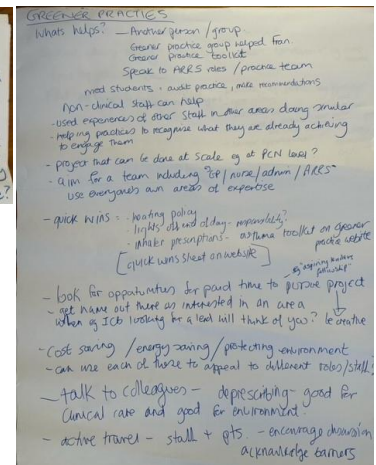 GREENER PRACTICES
Whats helps? — Another person / group
Greener practice group helped Fran.
Greener practice toolkit
Speak to ARRS roles / practice team
med students - audit practice, make recommendations
Non-clinical staff can help
- used experiences of other staff in other areas doing similar
- Helping practices to recognise what they are already achieving
to engage them
- project that can be done at scale eg at PCN level?
- aim for a team including ?GP / nurse / admin / ARRS
use everyone's own areas of expertise
- quick wins = · heating policy
· lights off end of day - responsibility?
· inhaler prescriptions - asthma toolkit on Greener
practice website
[quick wins sheet on website]
eg "aspiring leaders
fellowship"
- look for opportunities for paid time to pursue project
- get name out there as interested in an area
when eg ICB looking for a lead will think of you? be creative
- Cost saving / energy saving / protecting environment
- can use each of these to appeal to different roles/staff?
- talk to colleagues - deprescribing - good for
clinical care and good for environment.
- active travel - staff + pts. - encourage discussion
acknowledge barriers
?